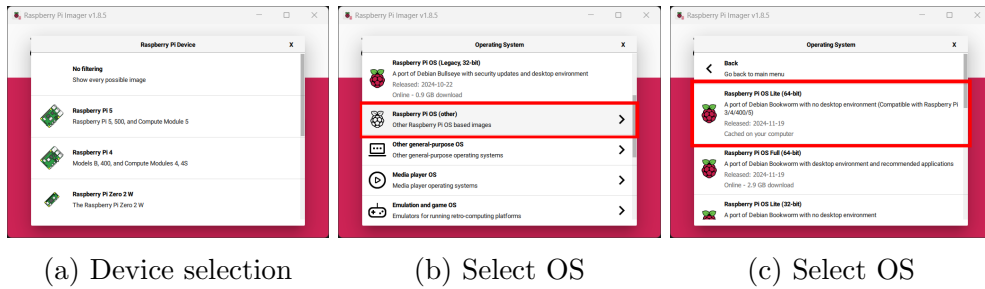 Raspberry Pi Imager v1.8.5
Raspberry Pi Device
X
No filtering
Show every possible image
Raspberry Pi 5
Raspberry Pi 5, 500, and Compute Module 5
Raspberry Pi 4
Models B, 400, and Compute Modules 4, 4S
Raspberry Pi Zero 2 W
The Raspberry Pi Zero 2 W
(a) Device selection
Raspberry Pi Imager v1.8.5
Operating System
X
Raspberry Pi OS (Legacy, 32-bit)
A port of Debian Bullseye with security updates and desktop environment
Released: 2024-10-22
Online - 0.9 GB download
Raspberry Pi OS (other)
Other Raspberry Pi OS based images
Other general-purpose OS
Other general-purpose operating systems
Media player OS
Media player operating systems
Emulation and game OS
Emulators for running retro-computing platforms
(b) Select OS
Raspberry Pi Imager v1.8.5
Operating System
X
Back
Go back to main menu
Raspberry Pi OS Lite (64-bit)
A port of Debian Bookworm with no desktop environment (Compatible with Raspberry Pi
3/4/400/5)
Released: 2024-11-19
Cached on your computer
Raspberry Pi OS Full (64-bit)
A port of Debian Bookworm with desktop environment and recommended applications
Released: 2024-11-19
Online - 2.9 GB download
Raspberry Pi OS Lite (32-bit)
A port of Debian Bookworm with no desktop environment
(c) Select OS